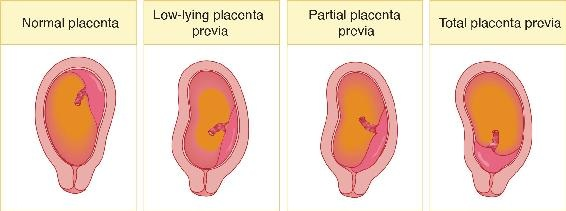 Normal placenta
Low-lying placenta
previa
Partial placenta
previa
Total placenta previa